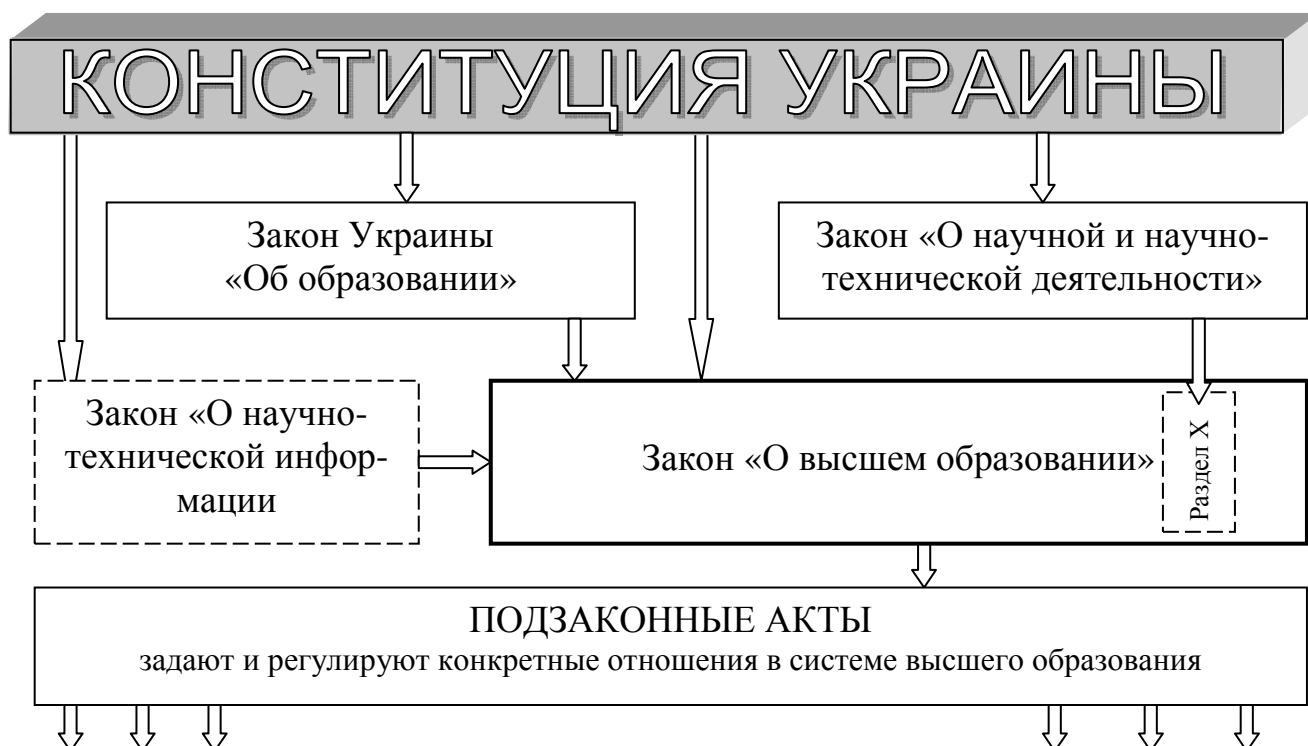 КОНСТИТУЦИЯ УКРАИНЫ
Закон Украины
«Об образовании»
Закон «О научной и научно-
технической деятельности»
Закон «О научно-
технической инфор-
мации
Закон «О высшем образовании»
Раздел X
ПОДЗАКОННЫЕ АКТЫ
задают и регулируют конкретные отношения в системе высшего образования